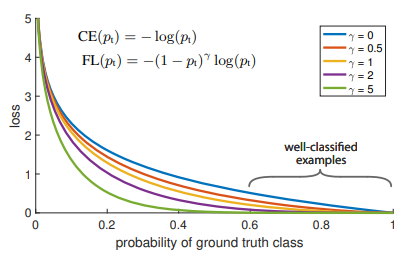 CE(pₜ) = − log(pₜ)
FL(pₜ) = −(1 − pₜ)^γ log(pₜ)
γ = 0
γ = 0.5
γ = 1
γ = 2
γ = 5
well-classified
examples
loss
5
4
3
2
1
0
0 0.2 0.4 0.6 0.8 1
probability of ground truth class